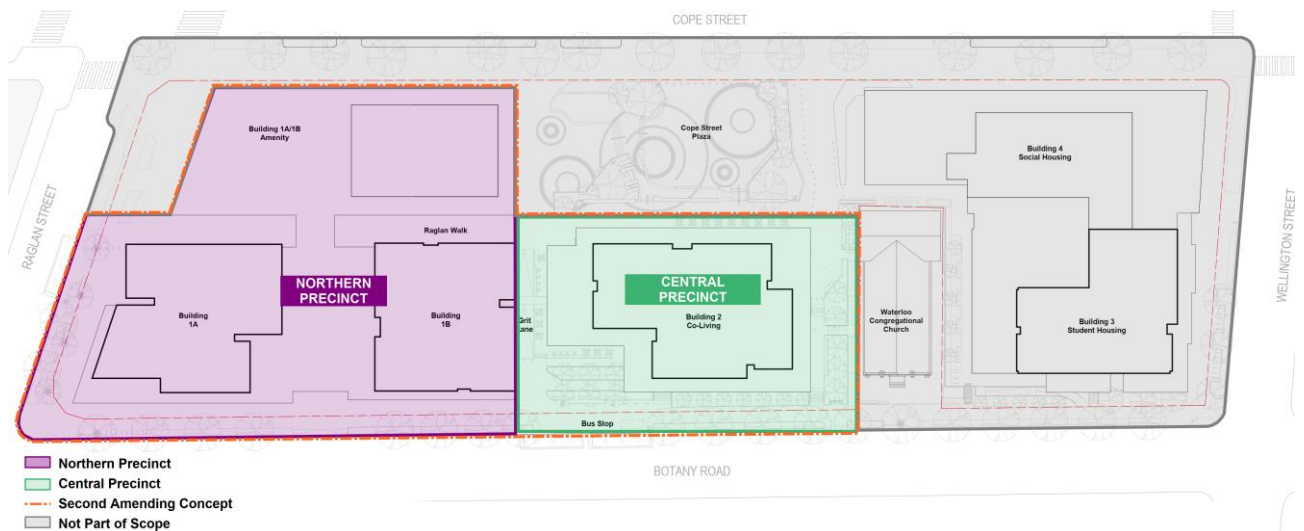 COPE STREET
Building 1A/1B
Amenity
Cope Street
Plaza
Building 4
Social Housing
RAGLAN STREET
WELLINGTON STREET
Raglan Walk
NORTHERN
PRECINCT
CENTRAL
PRECINCT
Building
1A
Building
1B
Grit
Lane
Building 2
Co-Living
Waterloo
Congregational
Church
Building 3
Student Housing
Bus Stop
BOTANY ROAD
Northern Precinct
Central Precinct
Second Amending Concept
Not Part of Scope